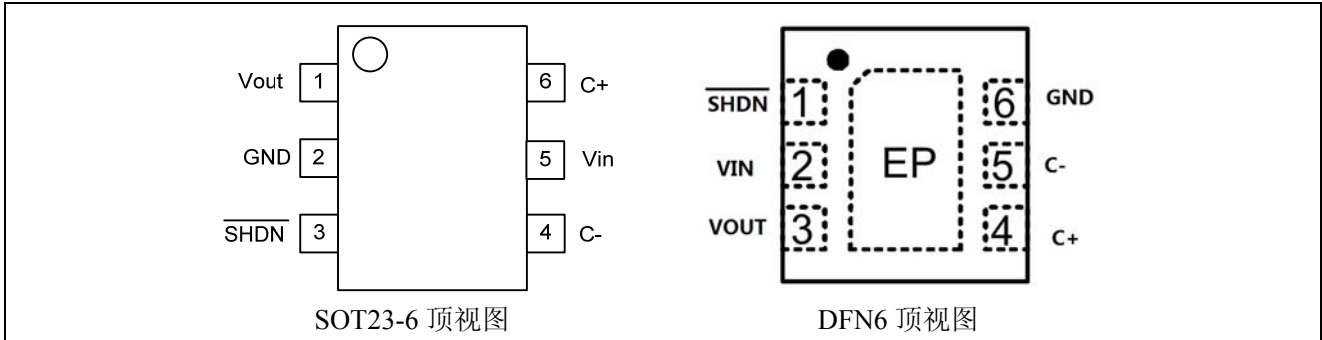 Vout 1
GND 2
SHDN 3
6 C+
5 Vin
4 C-
SOT23-6 顶视图
SHDN 1
VIN 2
VOUT 3
EP
6 GND
5 C-
4 C+
DFN6 顶视图